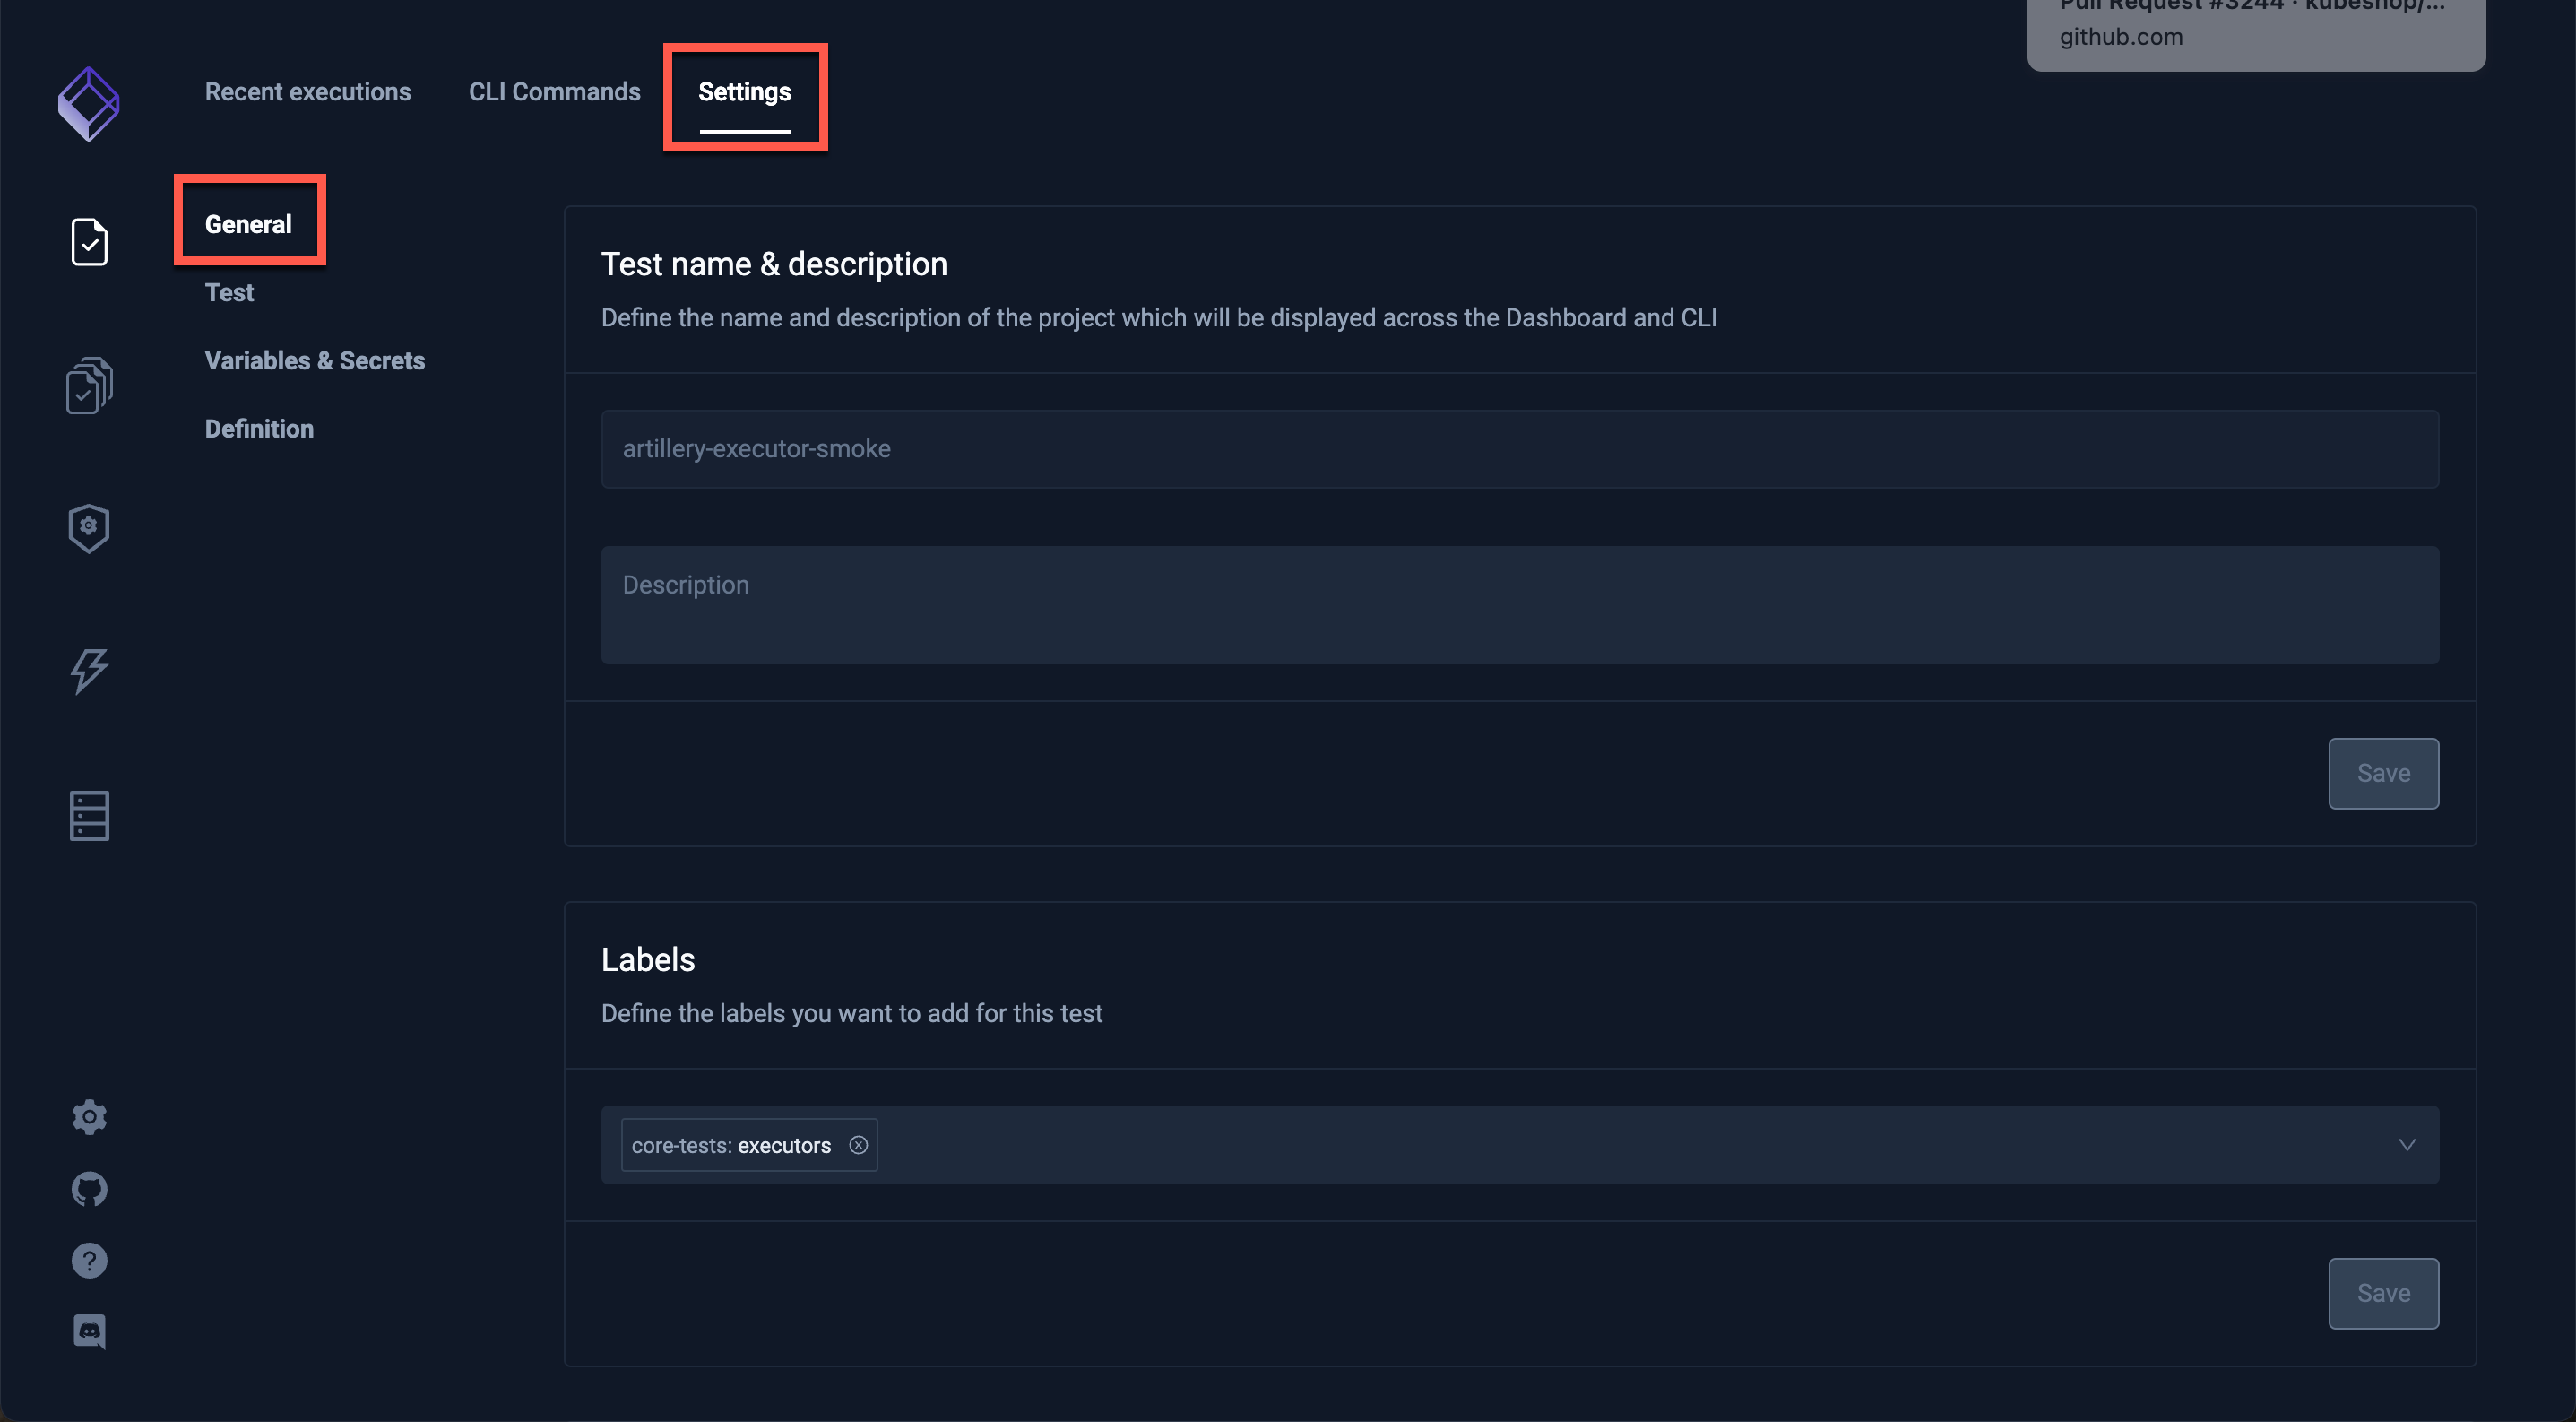 Pull Request #3244 · kubeshop/...
github.com
Recent executions
CLI Commands
Settings
General
Test
Variables & Secrets
Definition
Test name & description
Define the name and description of the project which will be displayed across the Dashboard and CLI
artillery-executor-smoke
Description
Save
Labels
Define the labels you want to add for this test
core-tests: executors
Save